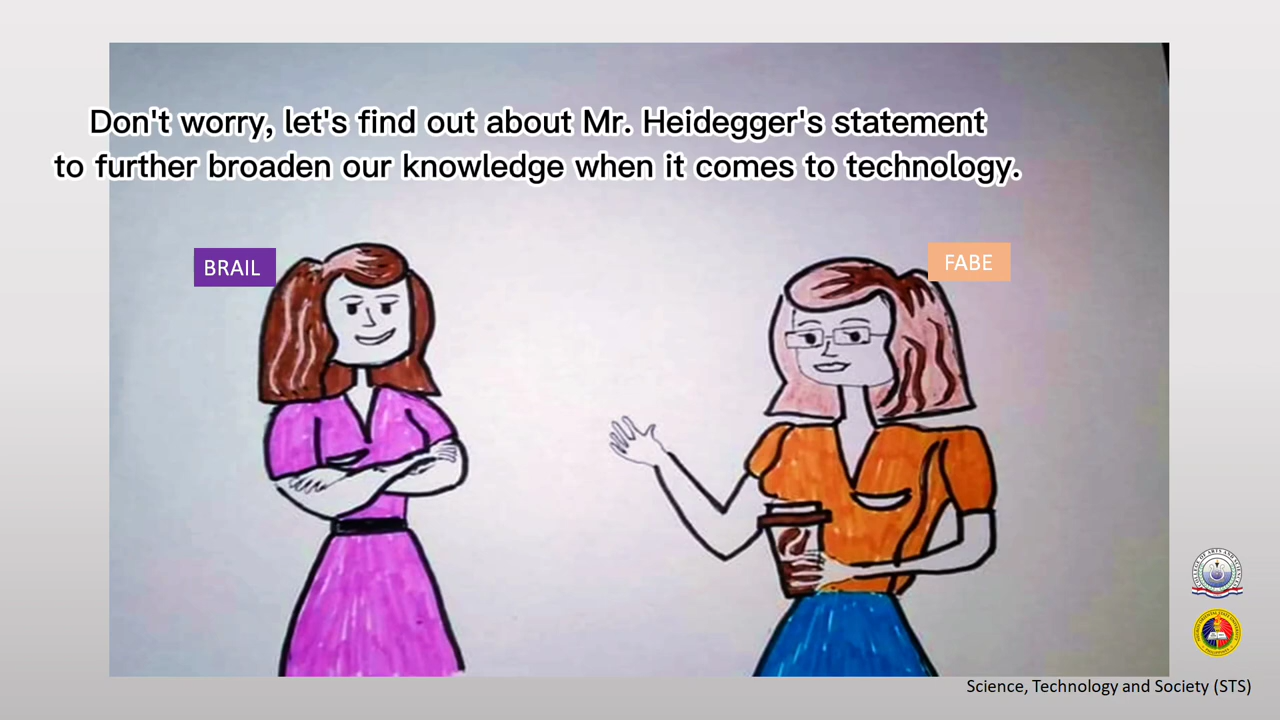 Don't worry, let's find out about Mr. Heidegger's statement
to further broaden our knowledge when it comes to technology.
BRAIL
FABE
Science, Technology and Society (STS)